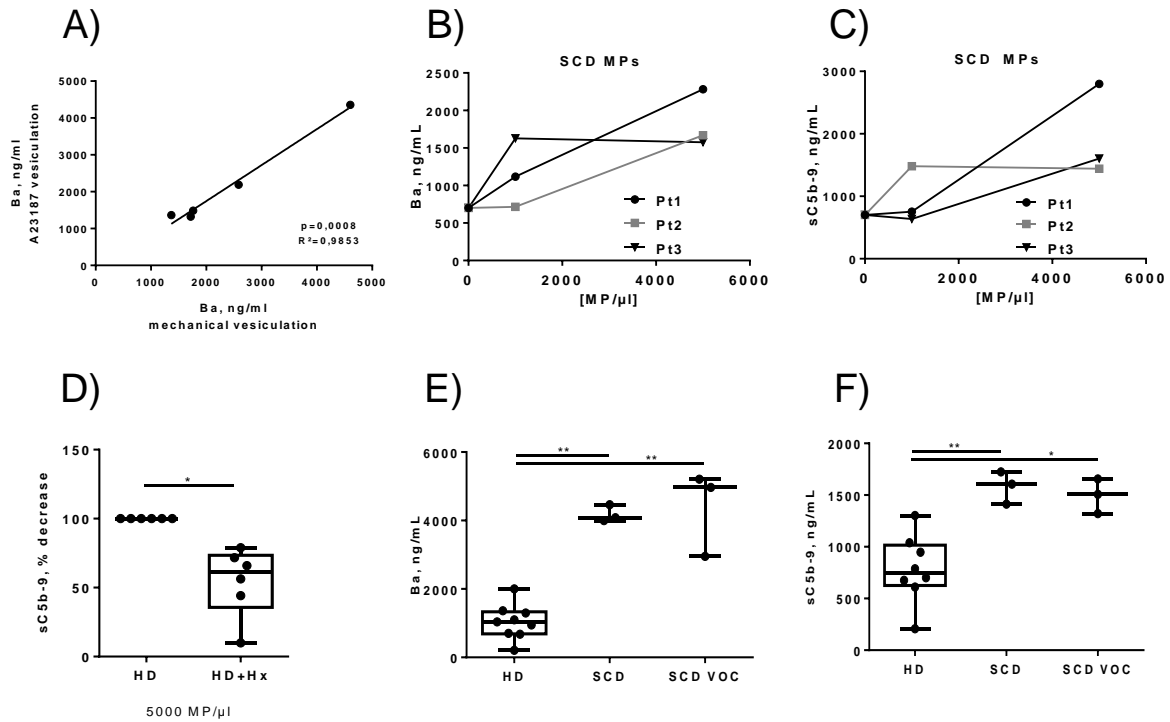 A)
5000
4000
3000
2000
1000
0
Ba, ng/ml
A23187 vesiculation
p=0,0008
R²=0,9853
0 1000 2000 3000 4000 5000
Ba, ng/ml
mechanical vesiculation
B)
SCD MPs
2500
2000
1500
1000
500
0
Ba, ng/mL
Pt1
Pt2
Pt3
0 2000 4000 6000
[MP/µl]
C)
SCD MPs
3000
2000
1000
0
sC5b-9, ng/mL
Pt1
Pt2
Pt3
0 2000 4000 6000
[MP/µl]
D)
150
100
50
0
sC5b-9, % decrease
*
HD HD+Hx
5000 MP/µl
E)
6000
4000
2000
0
Ba, ng/mL
**
**
HD SCD SCD VOC
F)
2000
1500
1000
500
0
sC5b-9, ng/mL
**
*
HD SCD SCD VOC